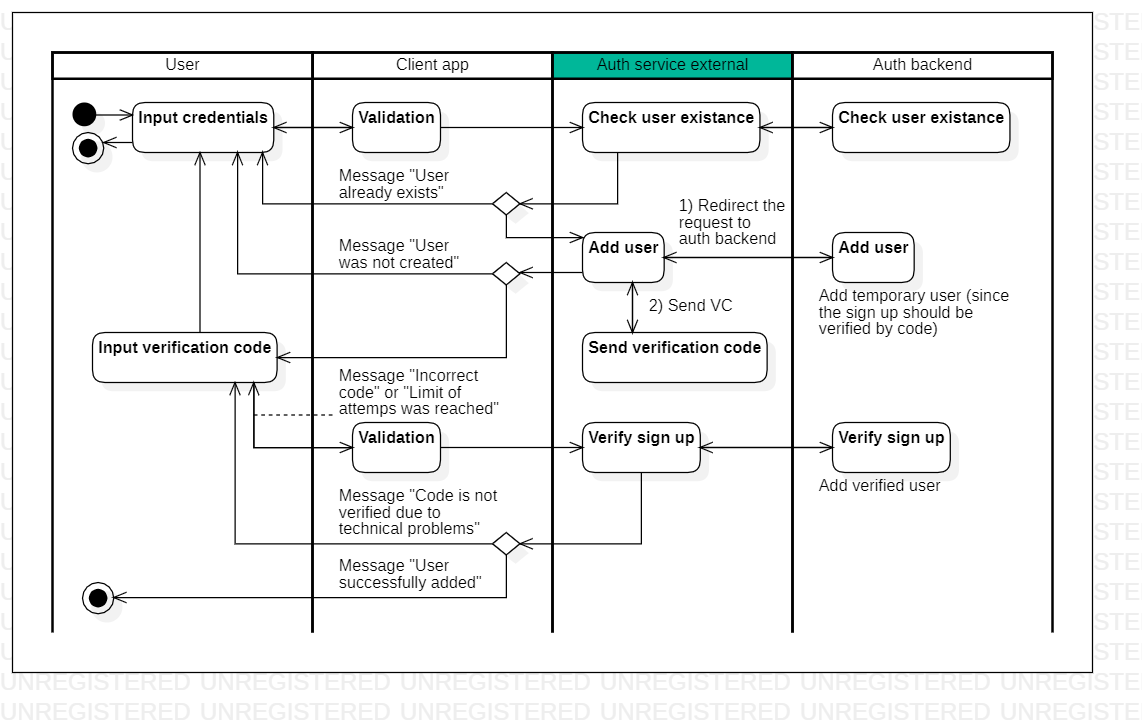 User
Client app
Auth service external
Auth backend
Input credentials
Validation
Check user existance
Check user existance
Message "User
already exists"
1) Redirect the
request to
auth backend
Message "User
was not created"
Add user
Add user
Add temporary user (since
the sign up should be
verified by code)
2) Send VC
Input verification code
Send verification code
Message "Incorrect
code" or "Limit of
attemps was reached"
Validation
Verify sign up
Verify sign up
Add verified user
Message "Code is not
verified due to
technical problems"
Message "User
successfully added"
UNREGISTERED UNREGISTERED UNREGISTERED UNREGISTERED UNREGISTERED UNREGISTE
UNREGISTERED UNREGISTERED UNREGISTERED UNREGISTERED UNREGISTERED UNREGISTE